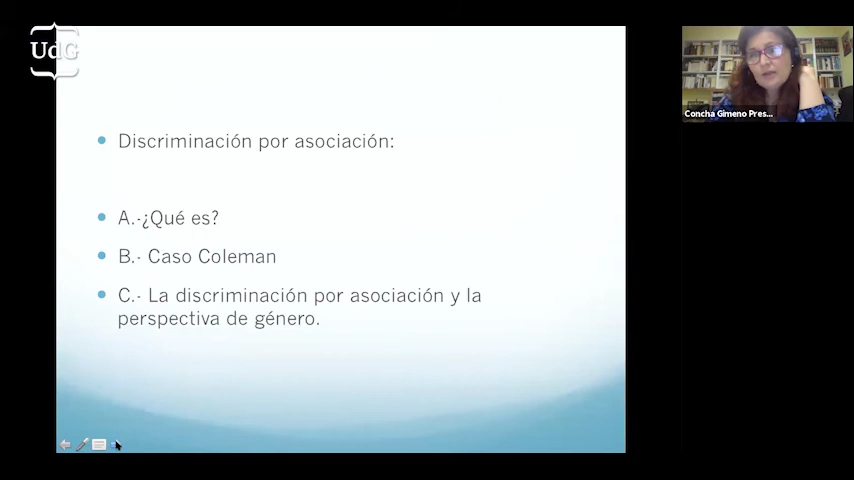 UdG
Discriminación por asociación:
A.-¿Qué es?
B.- Caso Coleman
C.- La discriminación por asociación y la
perspectiva de género.
Concha Gimeno Pres...